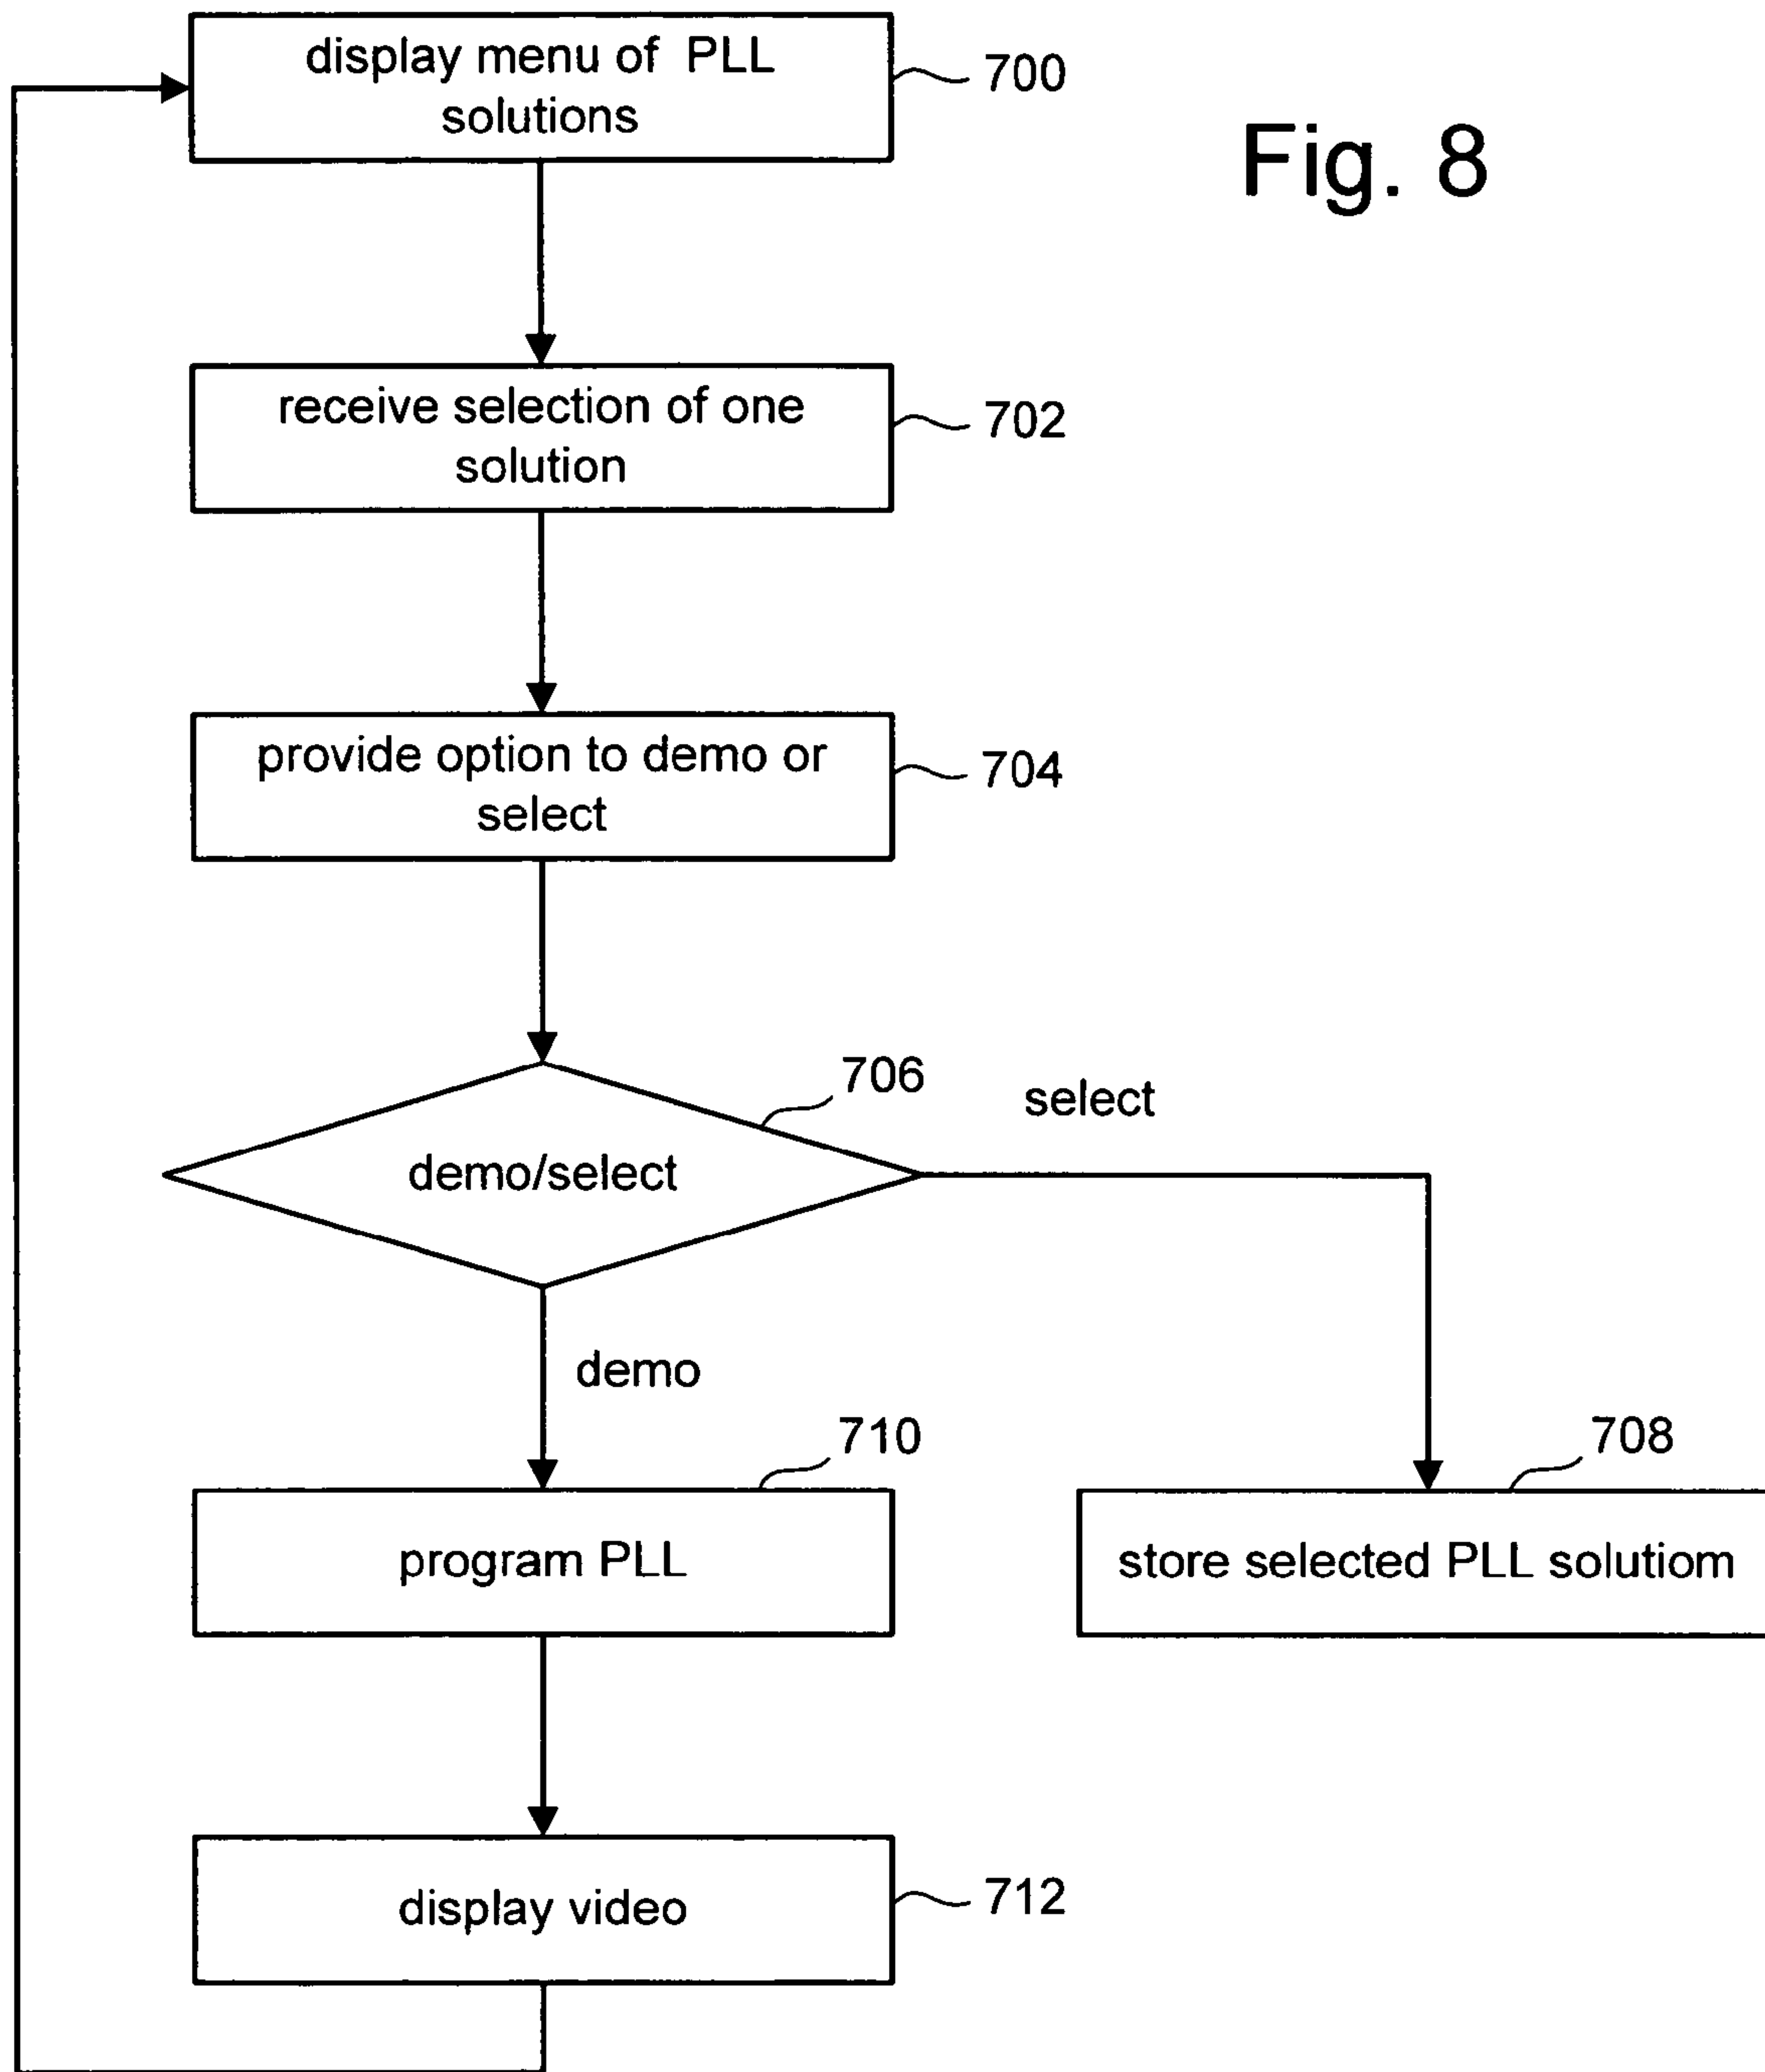 display menu of PLL
solutions
700
Fig. 8
receive selection of one
solution
702
provide option to demo or
select
704
706
select
demo/select
demo
710
708
program PLL
store selected PLL solutiom
display video
712